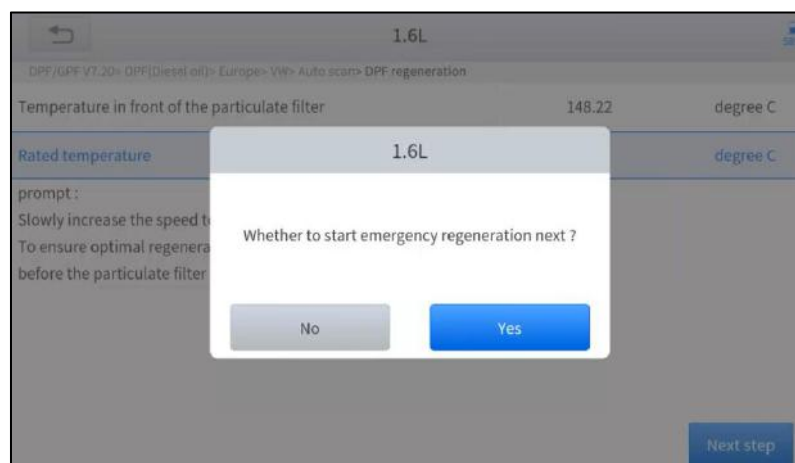 1.6L
DPF/GPF V7.20> DPF(Diesel oil)> Europe> VW> Auto scan> DPF regeneration
Temperature in front of the particulate filter 148.22 degree C
Rated temperature degree C
prompt :
Slowly increase the speed t
To ensure optimal regenera
before the particulate filter
1.6L
Whether to start emergency regeneration next ?
No Yes
Next step